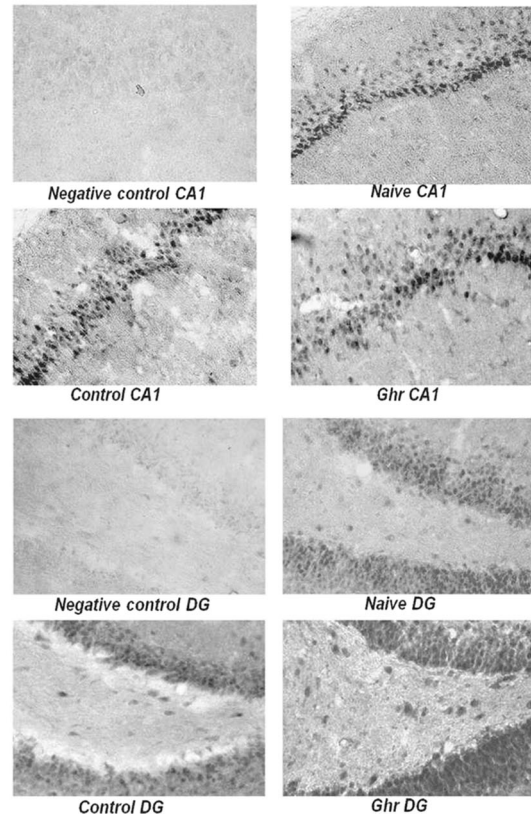 Negative control CA1
Naive CA1
Control CA1
Ghr CA1
Negative control DG
Naive DG
Control DG
Ghr DG